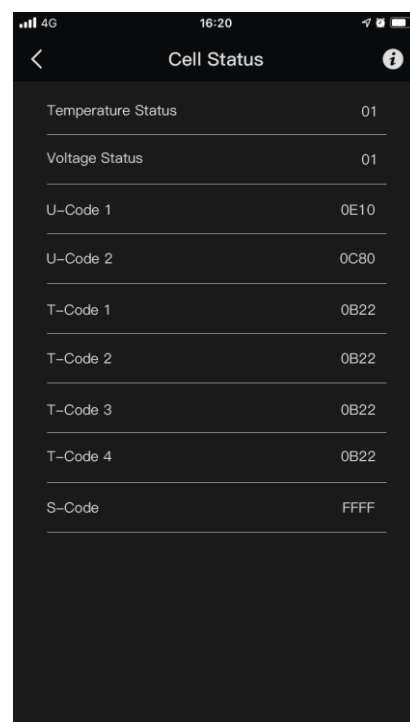 4G 16:20
Cell Status
Temperature Status 01
Voltage Status 01
U-Code 1 0E10
U-Code 2 0C80
T-Code 1 0B22
T-Code 2 0B22
T-Code 3 0B22
T-Code 4 0B22
S-Code FFFF